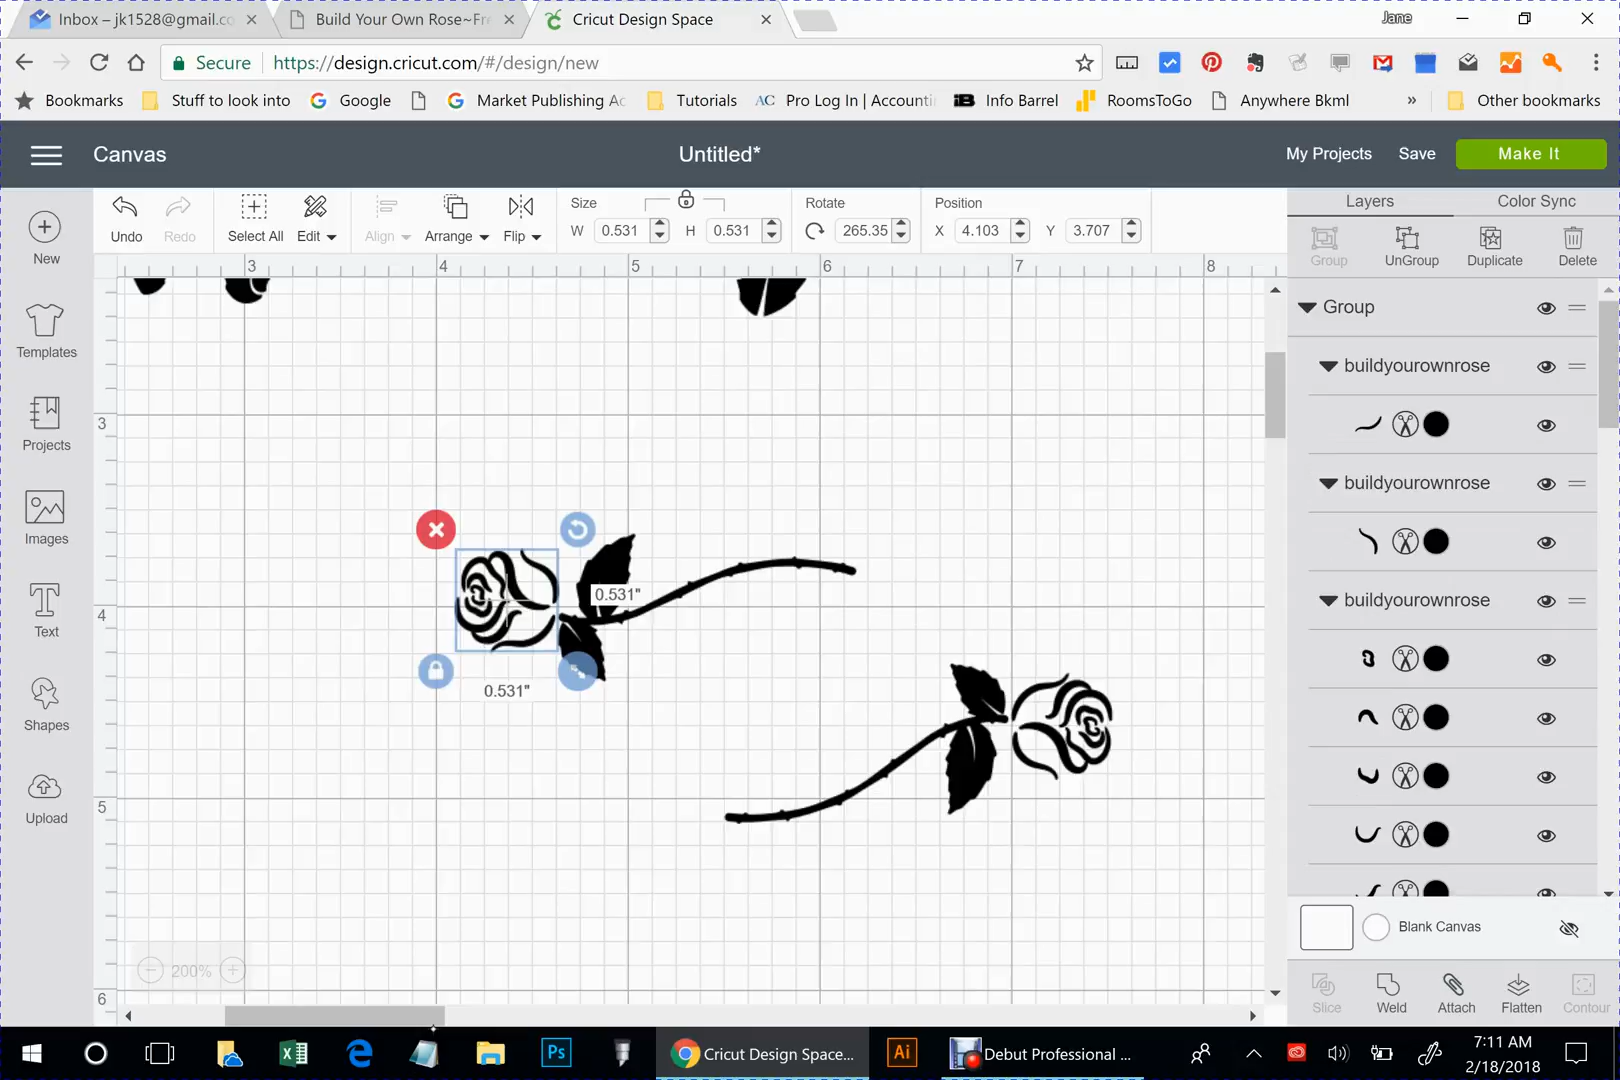 Inbox – jk1528@gmail.co
Build Your Own Rose~Fre
Cricut Design Space
Jane
Secure
https://design.cricut.com/#/design/new
Bookmarks
Stuff to look into
Google
Market Publishing Ac
Tutorials
AC
Pro Log In | Accounti
iB
Info Barrel
RoomsToGo
Anywhere Bkml
»
Other bookmarks
Canvas
Untitled*
My Projects
Save
Make It
New
Templates
Projects
Images
Text
Shapes
Upload
Undo
Redo
Select All
Edit
Align
Arrange
Flip
Size
W 0.531
H 0.531
Rotate
265.35
Position
X 4.103
Y 3.707
3 4 5 6 7 8
3
4
5
6
0.531"
0.531"
200%
Layers
Color Sync
Group
UnGroup
Duplicate
Delete
Group
buildyourownrose
buildyourownrose
buildyourownrose
Blank Canvas
Slice
Weld
Attach
Flatten
Contour
Ps
Cricut Design Space...
Ai
Debut Professional ...
7:11 AM
2/18/2018